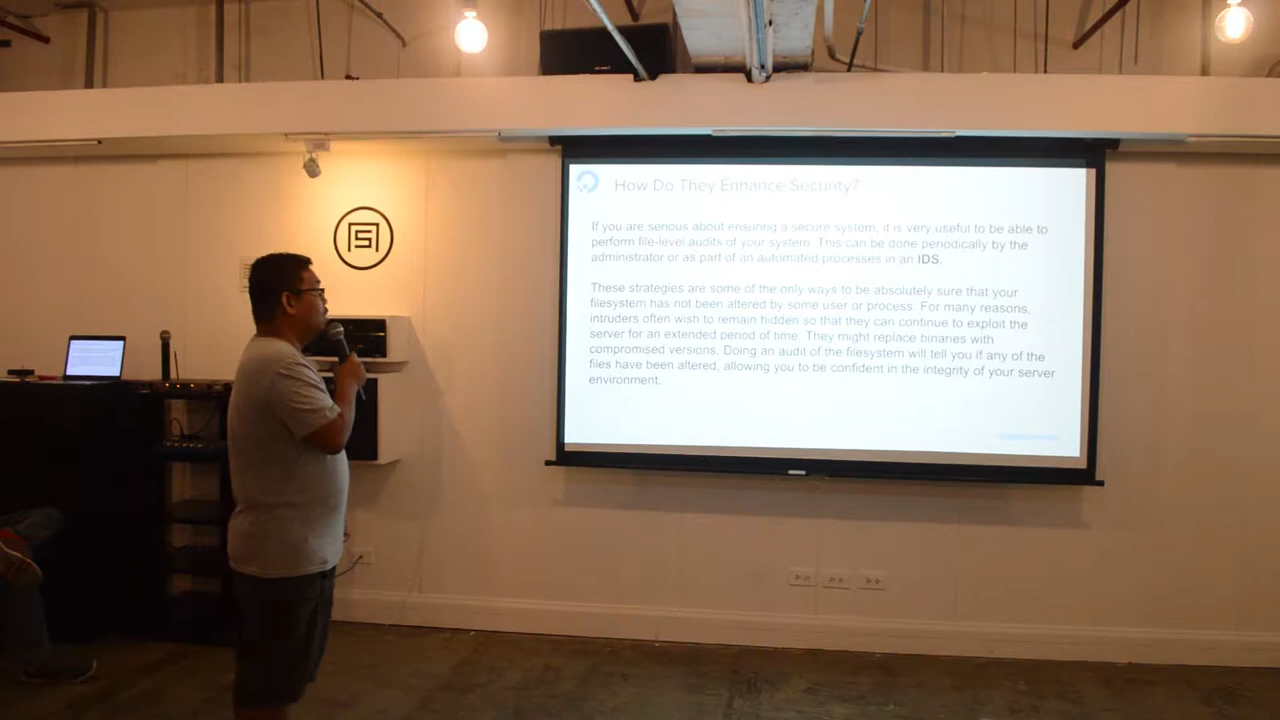 How Do They Enhance Security?
If you are serious about ensuring a secure system, it is very useful to be able to
perform file-level audits of your system. This can be done periodically by the
administrator or as part of an automated processes in an IDS.
These strategies are some of the only ways to be absolutely sure that your
filesystem has not been altered by some user or process. For many reasons,
intruders often wish to remain hidden so that they can continue to exploit the
server for an extended period of time. They might replace binaries with
compromised versions. Doing an audit of the filesystem will tell you if any of the
files have been altered, allowing you to be confident in the integrity of your server
environment.